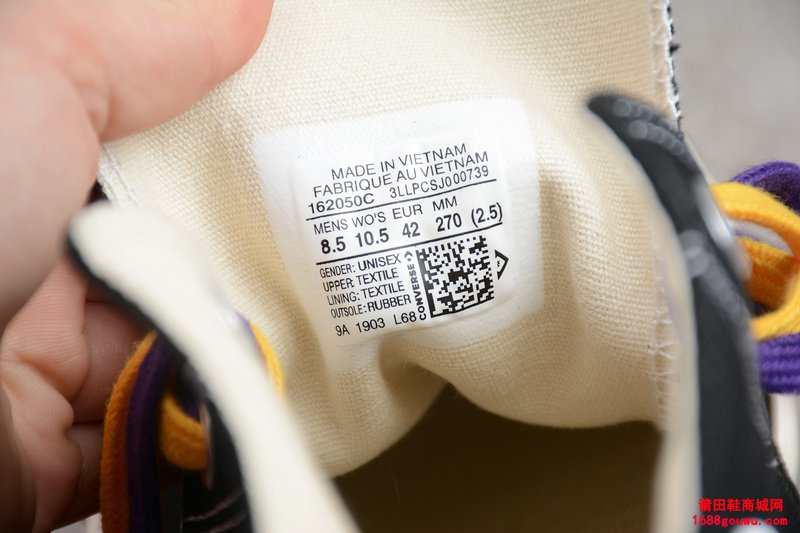 MADE IN VIETNAM
FABRIQUE AU VIETNAM
162050C 3LLPCSJ000739
MENS WO'S EUR MM
8.5 10.5 42 270 (2.5)
GENDER: UNISEX
UPPER: TEXTILE
LINING: TEXTILE
OUTSOLE: RUBBER
9A 1903 L68
CONVERSE
莆田鞋商城网
1688gouwu.com